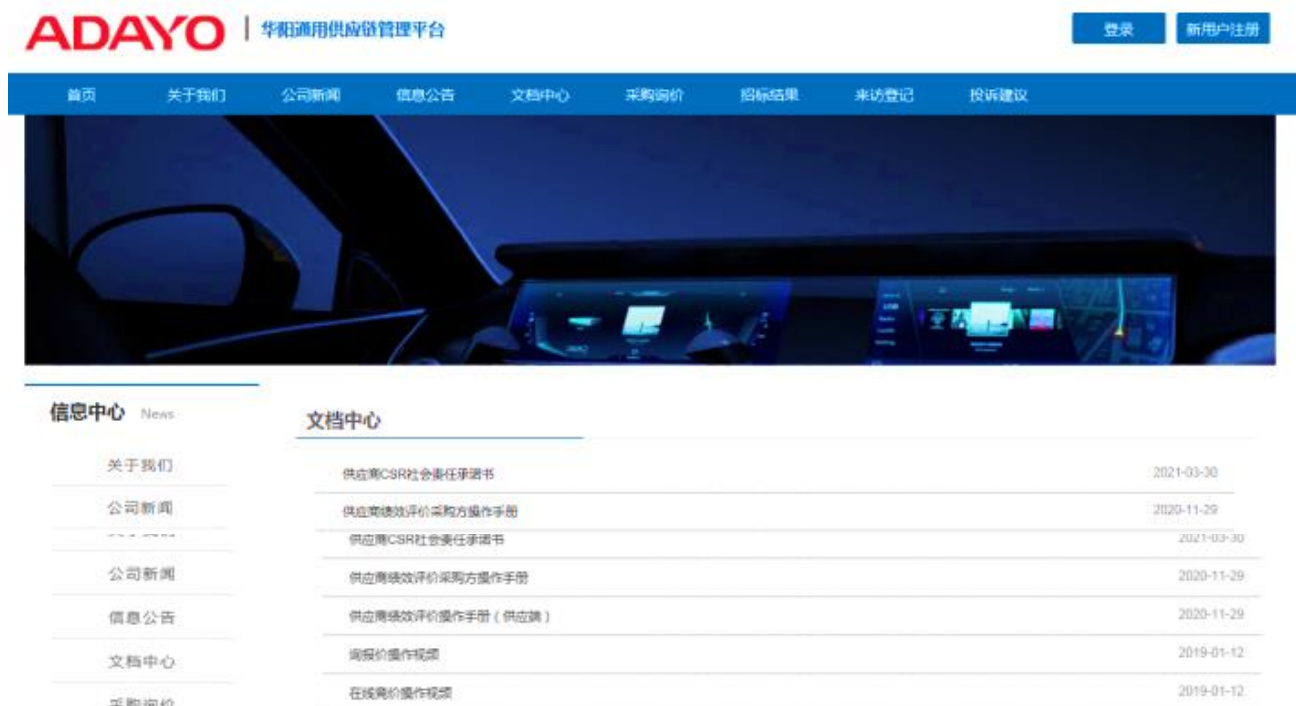 ADAYO 华阳通用供应链管理平台 登录 新用户注册
首页 关于我们 公司新闻 信息公告 文档中心 采购询价 招标结果 来访登记 投诉建议
信息中心 News
关于我们
公司新闻
公司新闻
信息公告
文档中心
采购询价
文档中心
供应商CSR社会责任承诺书 2021-03-30
供应商绩效评价采购方操作手册 2020-11-29
供应商CSR社会责任承诺书 2021-03-30
供应商绩效评价采购方操作手册 2020-11-29
供应商绩效评价操作手册（供应端） 2020-11-29
询报价操作视频 2019-01-12
在线竞价操作视频 2019-01-12